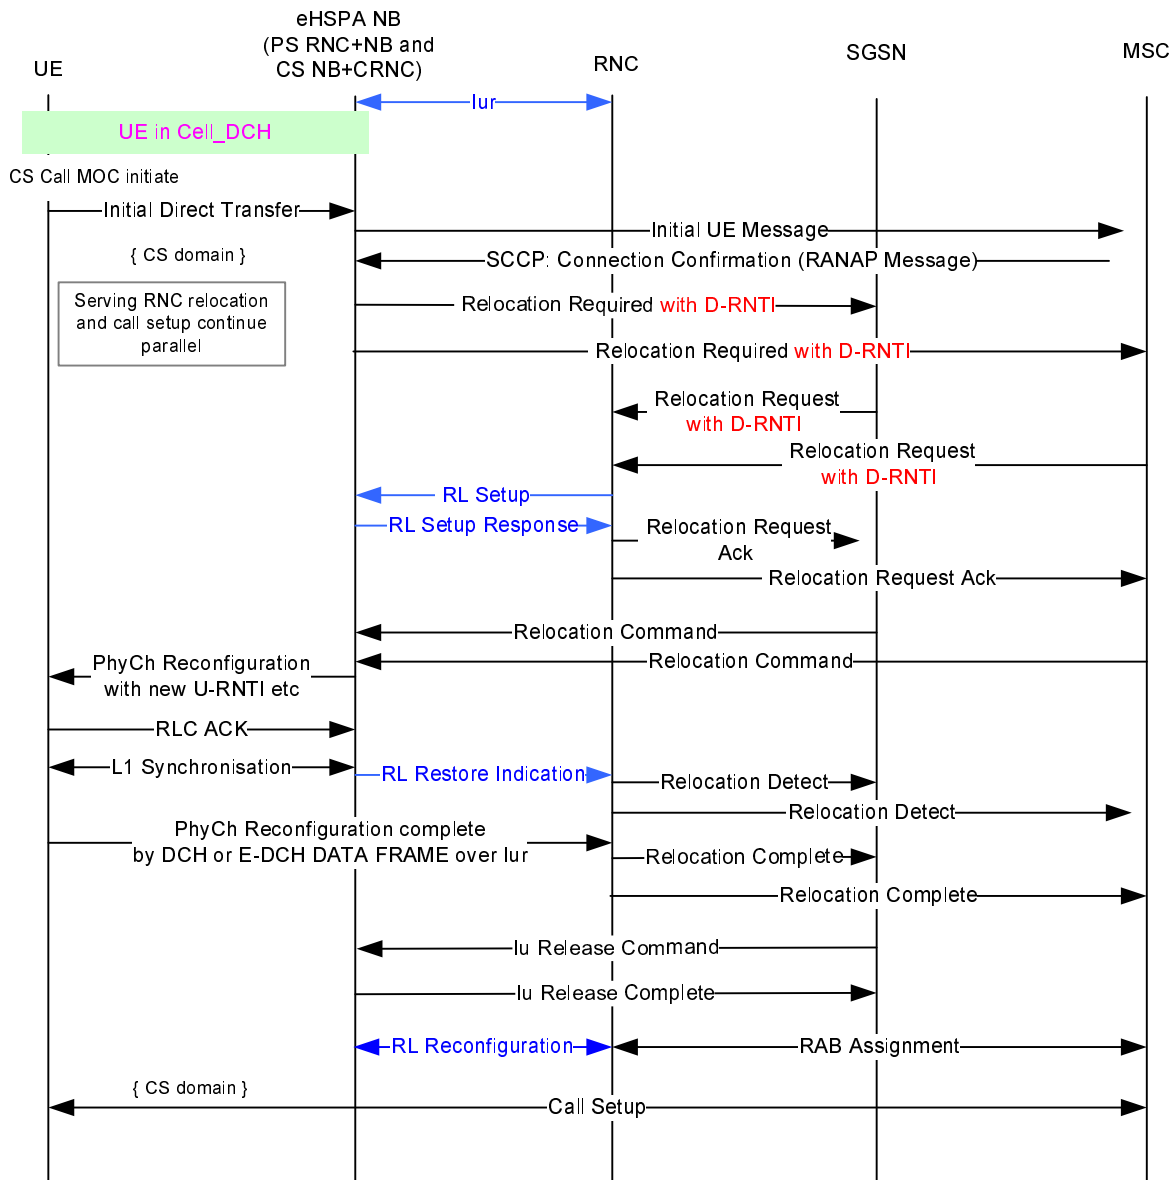 eHSPA NB
(PS RNC+NB and
CS NB+CRNC)
UE
RNC
SGSN
MSC
Iur
UE in Cell_DCH
CS Call MOC initiate
Initial Direct Transfer
Initial UE Message
{ CS domain }
SCCP: Connection Confirmation (RANAP Message)
Serving RNC relocation
and call setup continue
parallel
Relocation Required with D-RNTI
Relocation Required with D-RNTI
Relocation Request
with D-RNTI
Relocation Request
with D-RNTI
RL Setup
RL Setup Response
Relocation Request
Ack
Relocation Request Ack
Relocation Command
Relocation Command
PhyCh Reconfiguration
with new U-RNTI etc
RLC ACK
L1 Synchronisation
RL Restore Indication
Relocation Detect
Relocation Detect
PhyCh Reconfiguration complete
by DCH or E-DCH DATA FRAME over Iur
Relocation Complete
Relocation Complete
Iu Release Command
Iu Release Complete
RL Reconfiguration
RAB Assignment
{ CS domain }
Call Setup